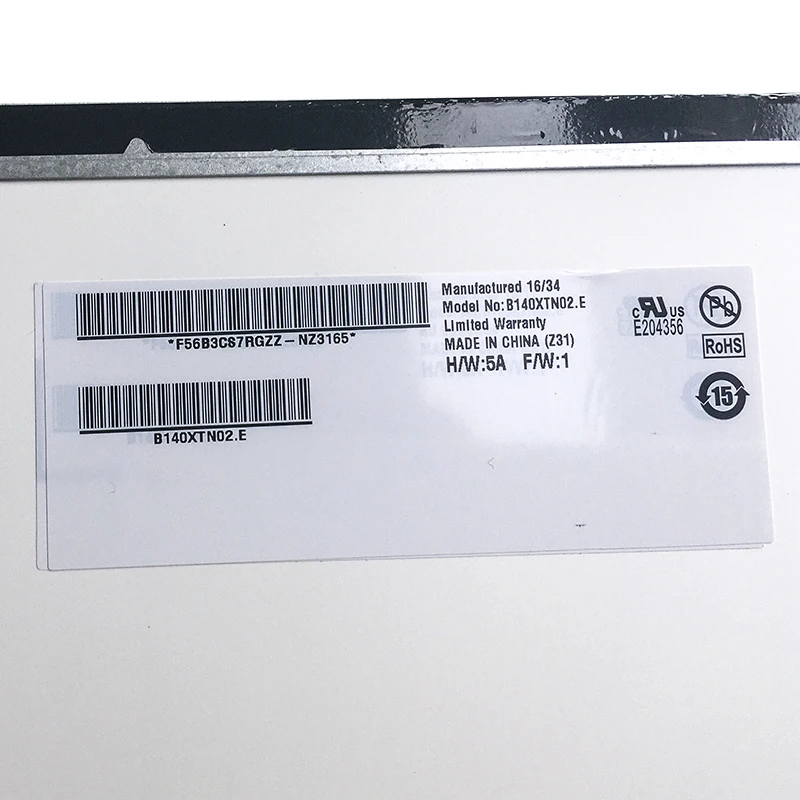 Manufactured 16/34
Model No:B140XTN02.E
Limited Warranty
MADE IN CHINA (Z31)
H/W:5A F/W:1
*F56B3CS7RGZZ-NZ3165*
B140XTN02.E
c RU US
E204356
Pb
RoHS
15